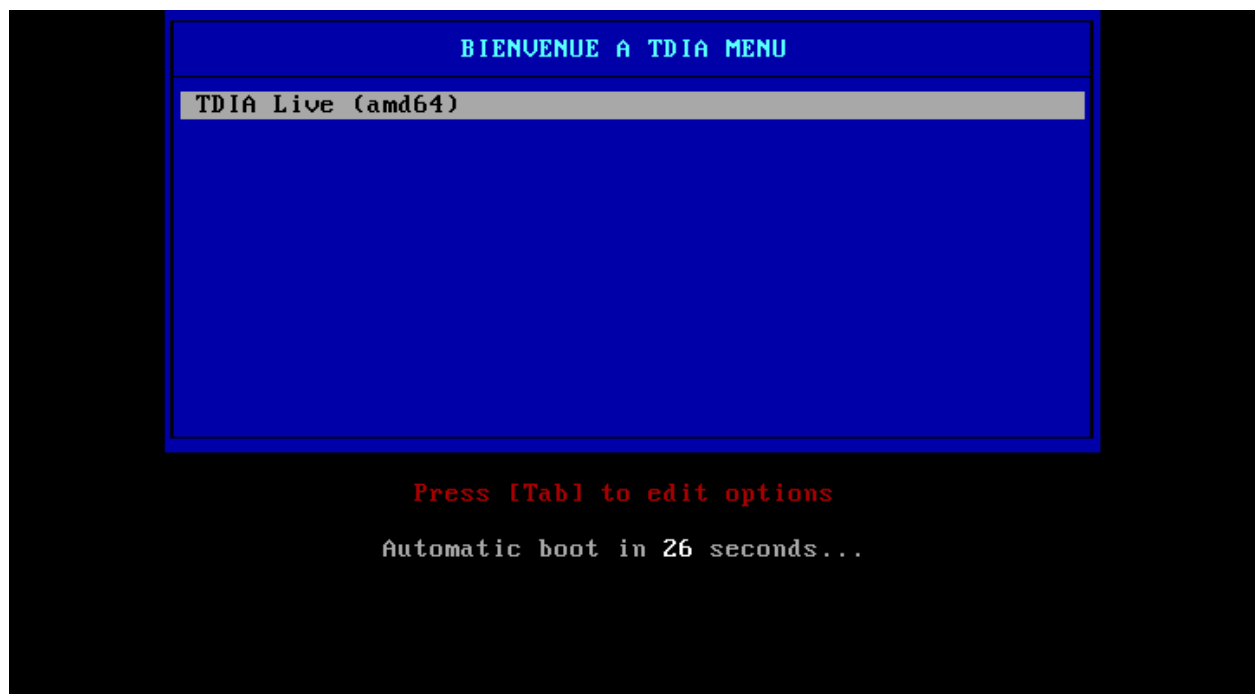 BIENVENUE A TDIA MENU
TDIA Live (amd64)
Press [Tab] to edit options
Automatic boot in 26 seconds...